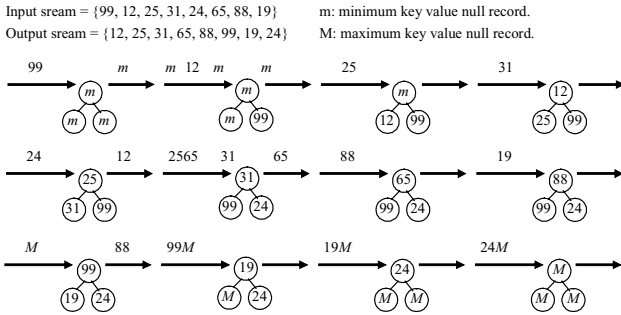 Input sream = {99, 12, 25, 31, 24, 65, 88, 19} m: minimum key value null record.
Output sream = {12, 25, 31, 65, 88, 99, 19, 24} M: maximum key value null record.
99 m m 12 m m 25 31
m m m 12
m m m 99 12 99 25 99
24 12 2565 31 65 88 19
25 31 65 88
31 99 99 24 99 24 99 24
M 88 99M 19M 24M
99 19 24 M
19 24 M 24 M M M M